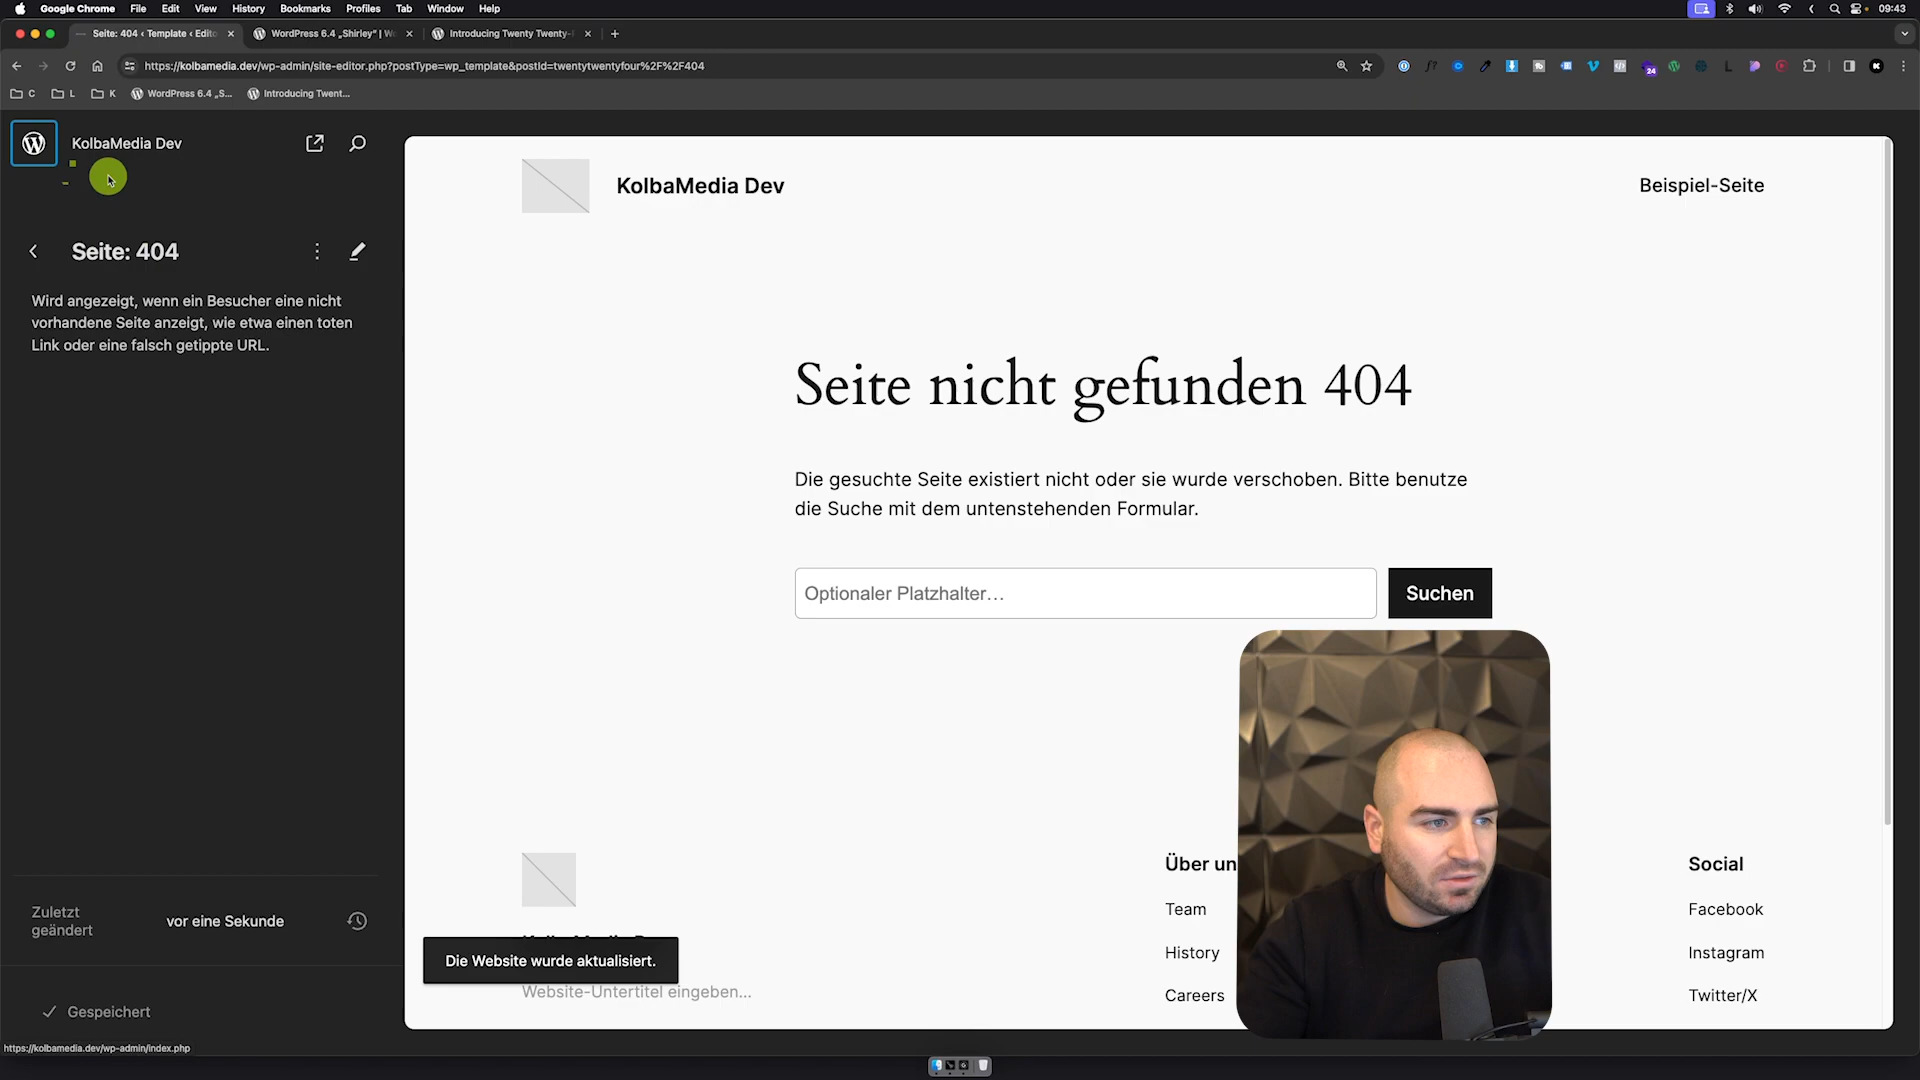 Google Chrome File Edit View History Bookmarks Profiles Tab Window Help 09:43
Seite: 404 ‹ Template ‹ Edito
WordPress 6.4 „Shirley“ | W
Introducing Twenty Twenty-
https://kolbamedia.dev/wp-admin/site-editor.php?postType=wp_template&postId=twentytwentyfour%2F%2F404
24
C
L
K
WordPress 6.4 „S...
Introducing Twent...
KolbaMedia Dev
Seite: 404
Wird angezeigt, wenn ein Besucher eine nicht
vorhandene Seite anzeigt, wie etwa einen toten
Link oder eine falsch getippte URL.
Zuletzt
geändert
vor eine Sekunde
Gespeichert
https://kolbamedia.dev/wp-admin/index.php
KolbaMedia Dev
Beispiel-Seite
Seite nicht gefunden 404
Die gesuchte Seite existiert nicht oder sie wurde verschoben. Bitte benutze
die Suche mit dem untenstehenden Formular.
Optionaler Platzhalter…
Suchen
Die Website wurde aktualisiert.
Website-Untertitel eingeben…
Über un
Team
History
Careers
Social
Facebook
Instagram
Twitter/X